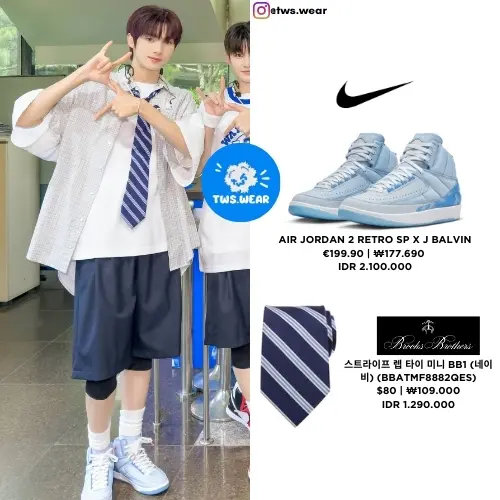 @tws.wear
TWS.WEAR
AIR JORDAN 2 RETRO SP X J BALVIN
€199.90 | ₩177.690
IDR 2.100.000
Brooks Brothers
스트라이프 렙 타이 미니 BB1 (네이
비) (BBATMF8882QES)
$80 | ₩109.000
IDR 1.290.000